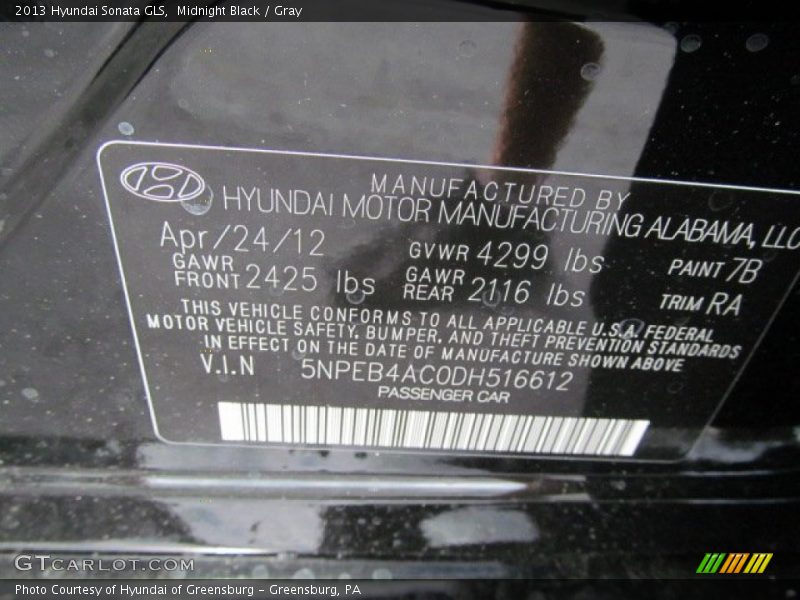 2013 Hyundai Sonata GLS,  Midnight Black / Gray
MANUFACTURED BY
HYUNDAI MOTOR MANUFACTURING ALABAMA, LLC
Apr/24/12 GVWR 4299 lbs PAINT 7B
GAWR FRONT 2425 lbs GAWR REAR 2116 lbs TRIM RA
THIS VEHICLE CONFORMS TO ALL APPLICABLE U.S.A. FEDERAL
MOTOR VEHICLE SAFETY, BUMPER, AND THEFT PREVENTION STANDARDS
IN EFFECT ON THE DATE OF MANUFACTURE SHOWN ABOVE
V.I.N 5NPEB4AC0DH516612
PASSENGER CAR
GTCARLOT.COM
Photo Courtesy of Hyundai of Greensburg - Greensburg, PA